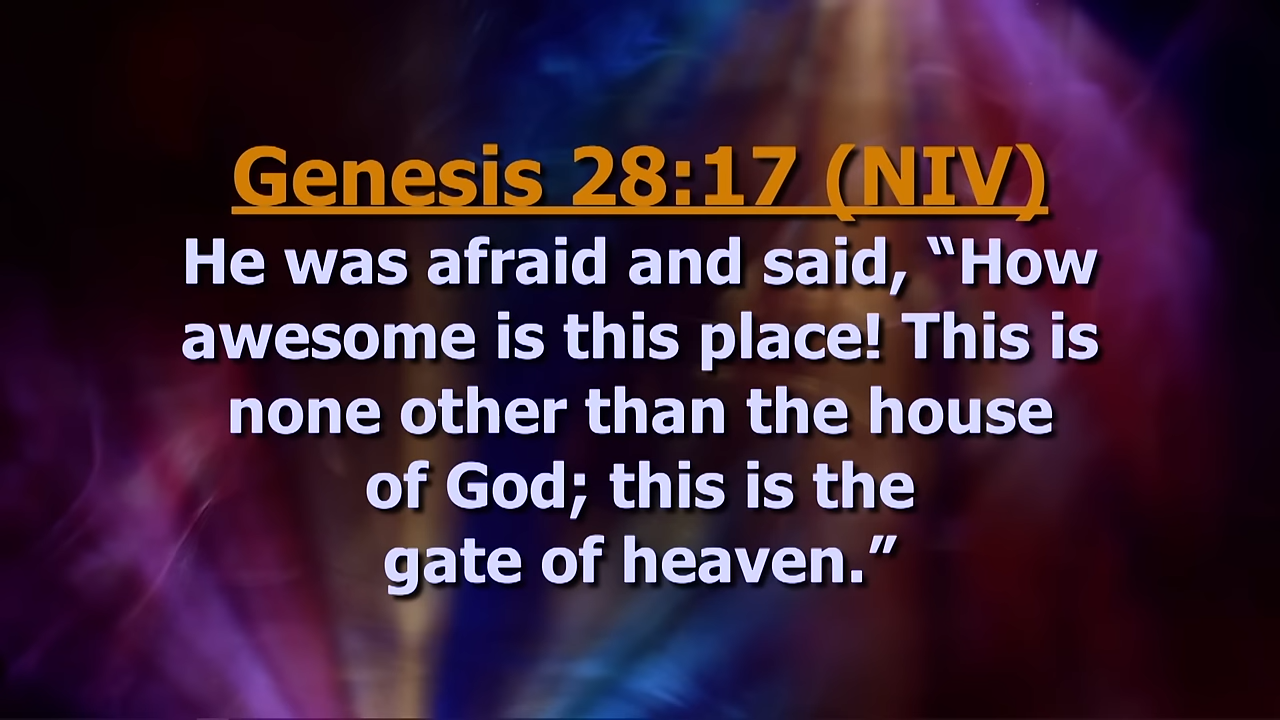 Genesis 28:17 (NIV)
He was afraid and said, “How
awesome is this place! This is
none other than the house
of God; this is the
gate of heaven.”